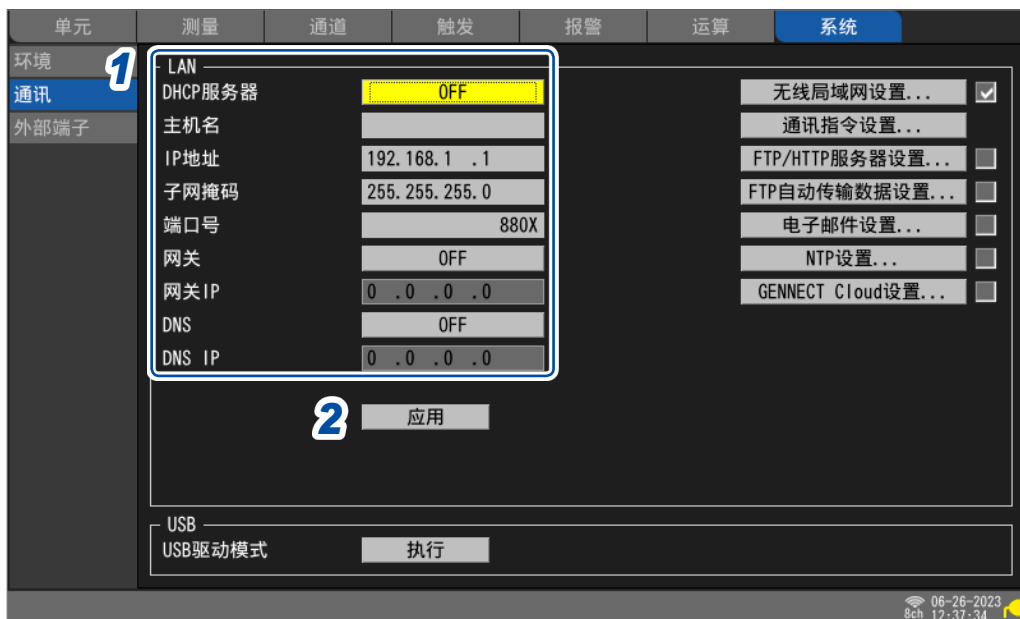 单元 测量 通道 触发 报警 运算 系统
环境
通讯
外部端子
1
LAN
DHCP服务器 OFF
主机名
IP地址 192.168.1 .1
子网掩码 255.255.255.0
端口号 880X
网关 OFF
网关IP 0 .0 .0 .0
DNS OFF
DNS IP 0 .0 .0 .0
2 应用
无线局域网设置...
通讯指令设置...
FTP/HTTP服务器设置...
FTP自动传输数据设置...
电子邮件设置...
NTP设置...
GENNECT Cloud设置...
USB
USB驱动模式 执行
06-26-2023
8ch 12:37:34